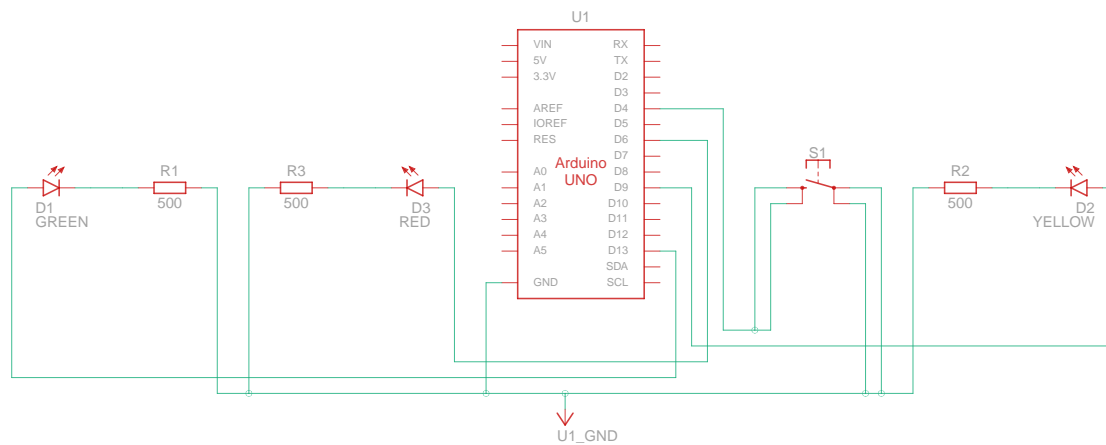 U1
VIN
5V
3.3V
AREF
IOREF
RES
A0
A1
A2
A3
A4
A5
GND
Arduino
UNO
RX
TX
D2
D3
D4
D5
D6
D7
D8
D9
D10
D11
D12
D13
SDA
SCL
D1
GREEN
R1
500
R3
500
D3
RED
S1
R2
500
D2
YELLOW
U1_GND